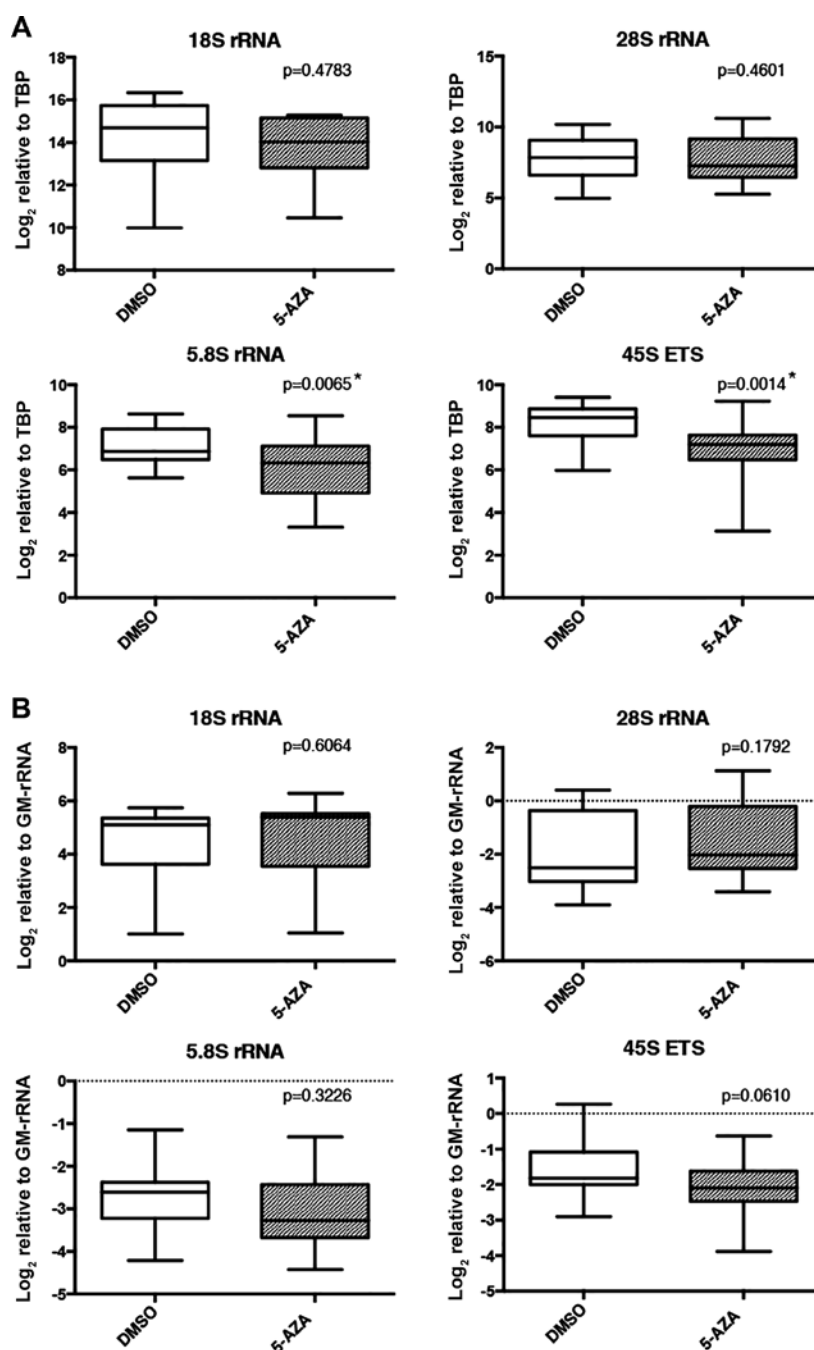 A
18S rRNA
p=0.4783
Log2 relative to TBP
18
16
14
12
10
8
DMSO
5-AZA
28S rRNA
p=0.4601
Log2 relative to TBP
15
10
5
0
DMSO
5-AZA
5.8S rRNA
p=0.0065*
Log2 relative to TBP
10
8
6
4
2
0
DMSO
5-AZA
45S ETS
p=0.0014*
Log2 relative to TBP
10
8
6
4
2
0
DMSO
5-AZA
B
18S rRNA
p=0.6064
Log2 relative to GM-rRNA
8
6
4
2
0
DMSO
5-AZA
28S rRNA
p=0.1792
Log2 relative to GM-rRNA
2
0
-2
-4
-6
DMSO
5-AZA
5.8S rRNA
p=0.3226
Log2 relative to GM-rRNA
0
-1
-2
-3
-4
-5
DMSO
5-AZA
45S ETS
p=0.0610
Log2 relative to GM-rRNA
1
0
-1
-2
-3
-4
-5
DMSO
5-AZA